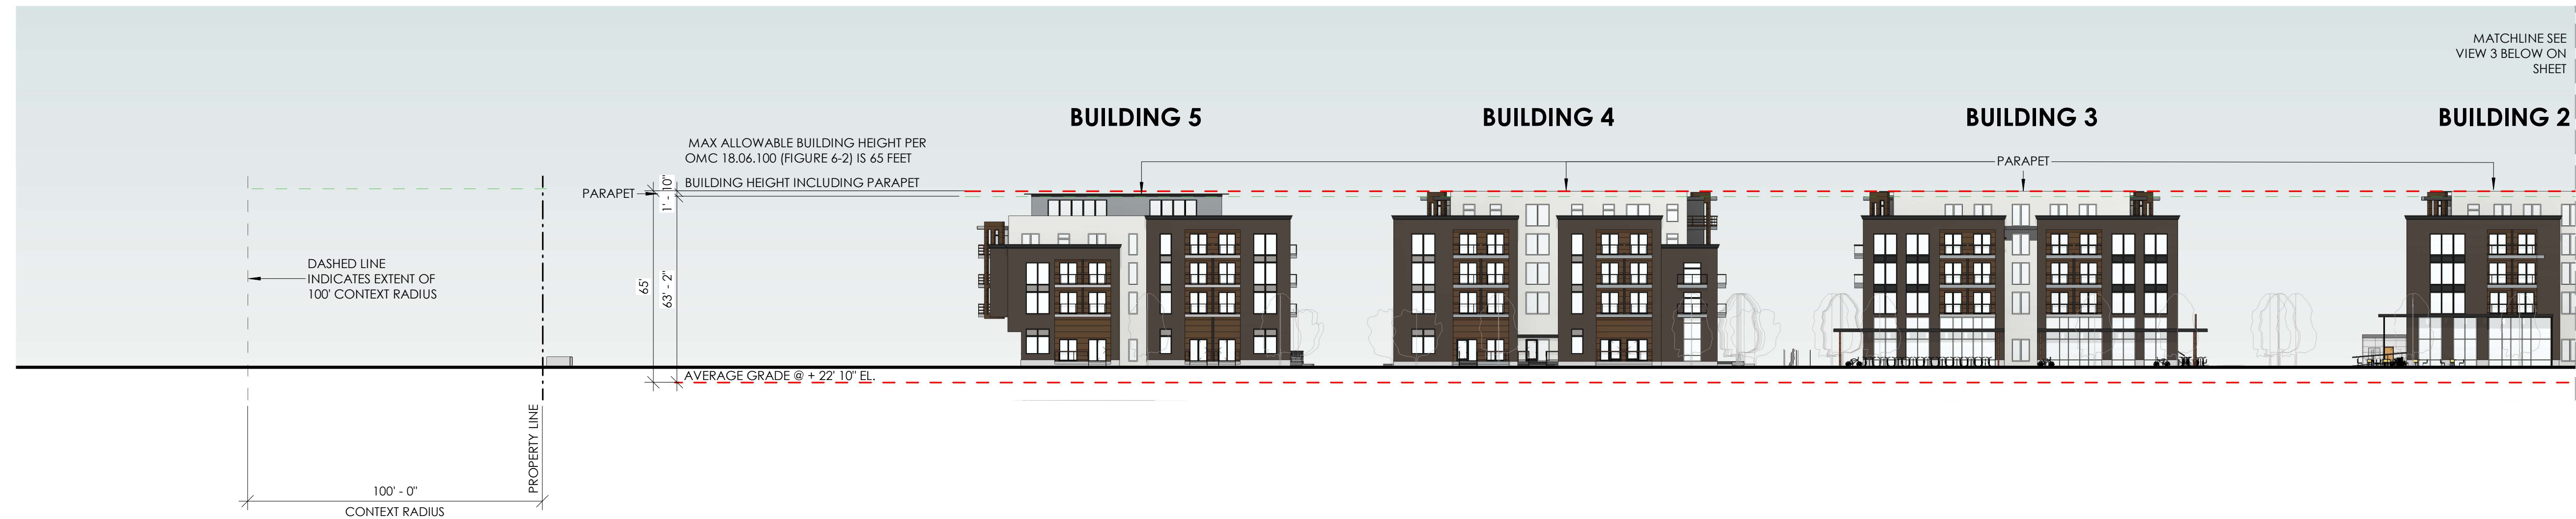 MATCHLINE SEE
VIEW 3 BELOW ON
SHEET
BUILDING 5
BUILDING 4
BUILDING 3
BUILDING 2
MAX ALLOWABLE BUILDING HEIGHT PER
OMC 18.06.100 (FIGURE 6-2) IS 65 FEET
PARAPET
BUILDING HEIGHT INCLUDING PARAPET
PARAPET
1' - 10"
65'
63' - 2"
DASHED LINE
INDICATES EXTENT OF
100' CONTEXT RADIUS
AVERAGE GRADE @ + 22' 10" EL.
PROPERTY LINE
100' - 0"
CONTEXT RADIUS